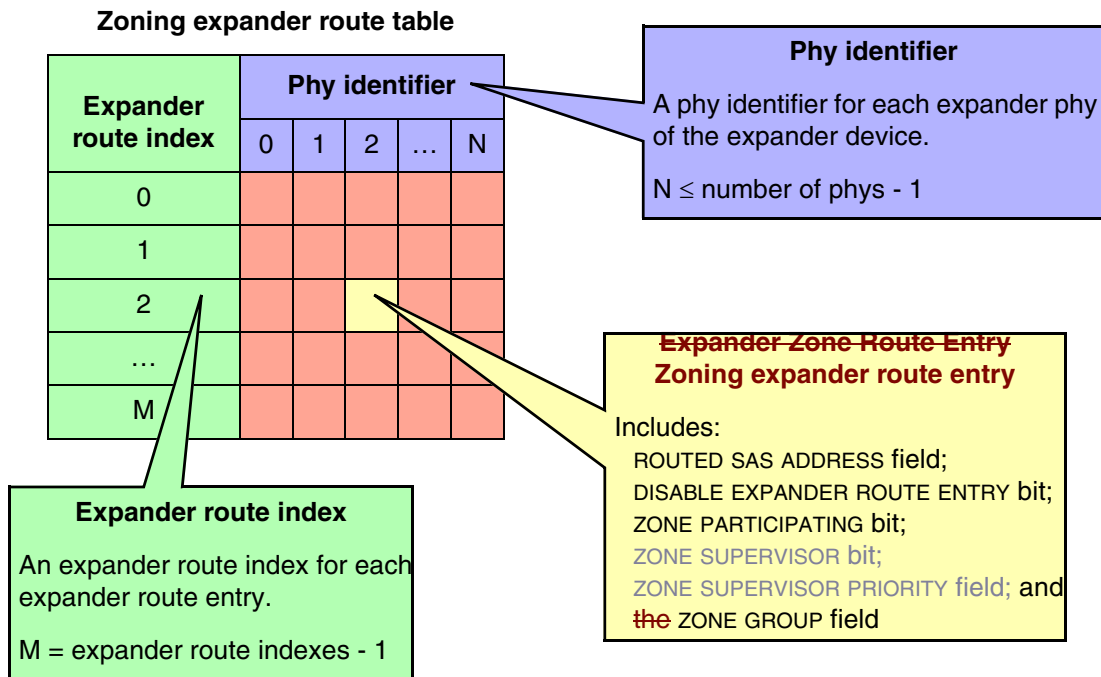 Zoning expander route table
Expander route index
Phy identifier
0 1 2 … N
0
1
2
…
M
Phy identifier
A phy identifier for each expander phy
of the expander device.
N ≤ number of phys - 1
Expander Zone Route Entry
Zoning expander route entry
Includes:
ROUTED SAS ADDRESS field;
DISABLE EXPANDER ROUTE ENTRY bit;
ZONE PARTICIPATING bit;
ZONE SUPERVISOR bit;
ZONE SUPERVISOR PRIORITY field; and
the ZONE GROUP field
Expander route index
An expander route index for each
expander route entry.
M = expander route indexes - 1